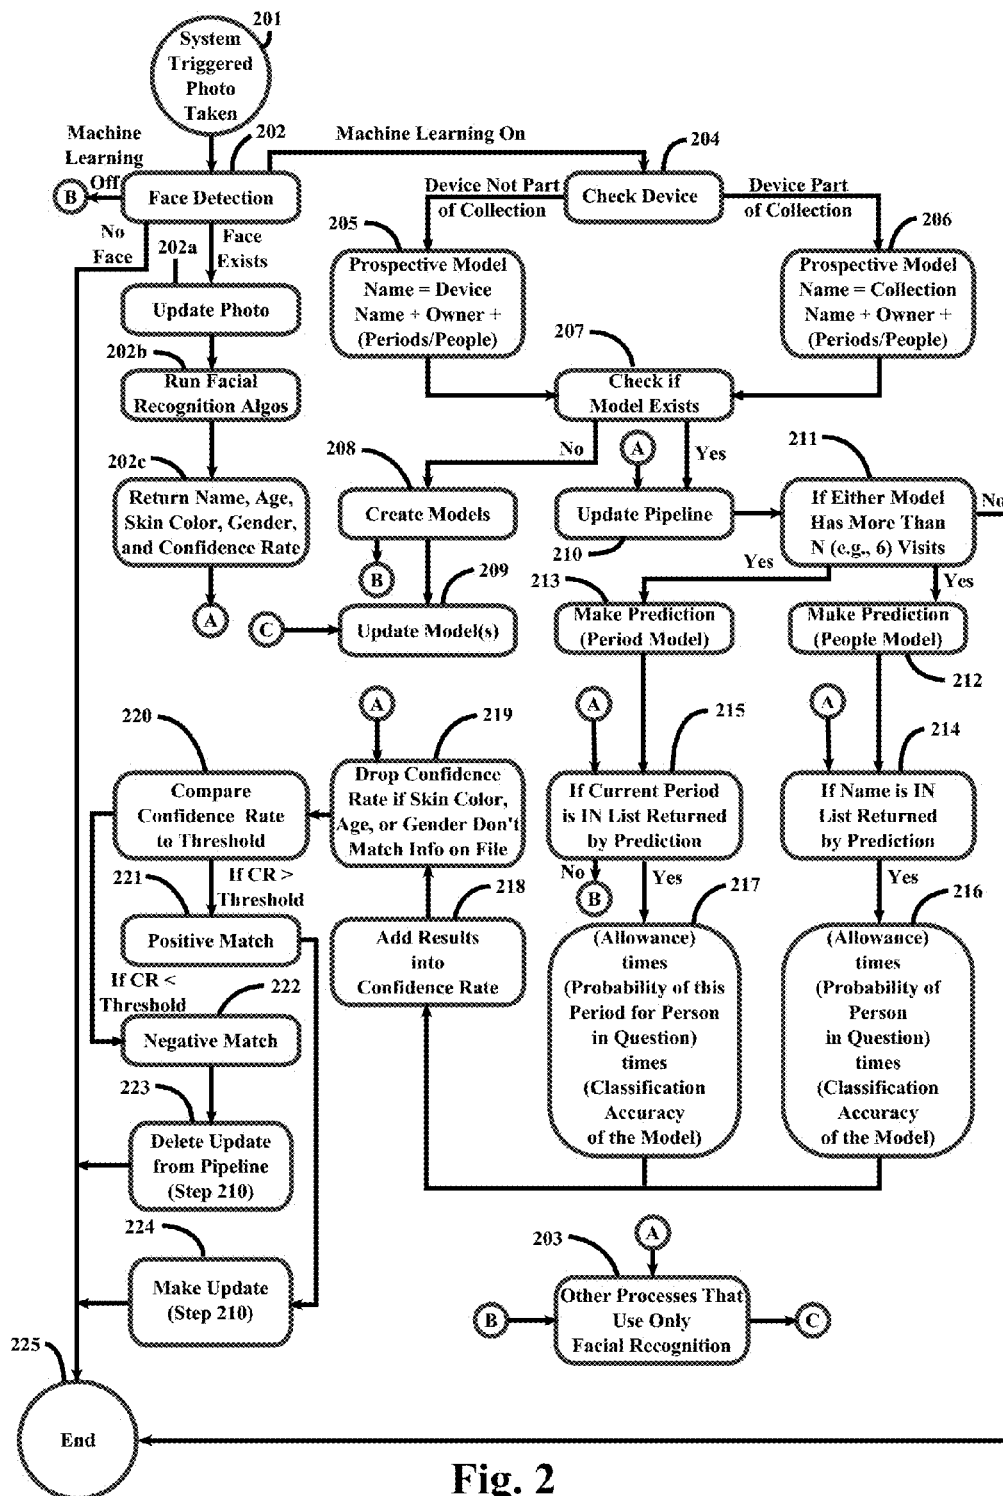 201
System
Triggered
Photo
Taken
Machine
Learning
Off
202
Machine Learning On
204
B
Face Detection
Device Not Part
of Collection
Check Device
Device Part
of Collection
No
Face
202a
Face
Exists
205
206
Update Photo
Prospective Model
Name = Device
Name + Owner +
(Periods/People)
Prospective Model
Name = Collection
Name + Owner +
(Periods/People)
207
202b
Run Facial
Recognition Algos
Check if
Model Exists
No
Yes
A
208
211
202c
Return Name, Age,
Skin Color, Gender,
and Confidence Rate
Create Models
Update Pipeline
210
If Either Model
Has More Than
N (e.g., 6) Visits
No
Yes
Yes
B
209
213
A
C
Update Model(s)
Make Prediction
(Period Model)
Make Prediction
(People Model)
212
220
A
219
A
215
A
214
Compare
Confidence Rate
to Threshold
Drop Confidence
Rate if Skin Color,
Age, or Gender Don't
Match Info on File
If Current Period
is IN List Returned
by Prediction
If Name is IN
List Returned
by Prediction
No
B
Yes
217
Yes
216
221
If CR >
Threshold
218
Positive Match
Add Results
into
Confidence Rate
(Allowance)
times
(Probability of this
Period for Person
in Question)
times
(Classification
Accuracy
of the Model)
(Allowance)
times
(Probability of
Person
in Question)
times
(Classification
Accuracy
of the Model)
If CR <
Threshold
222
Negative Match
223
Delete Update
from Pipeline
(Step 210)
224
Make Update
(Step 210)
203
A
B
Other Processes That
Use Only
Facial Recognition
C
225
End
Fig. 2